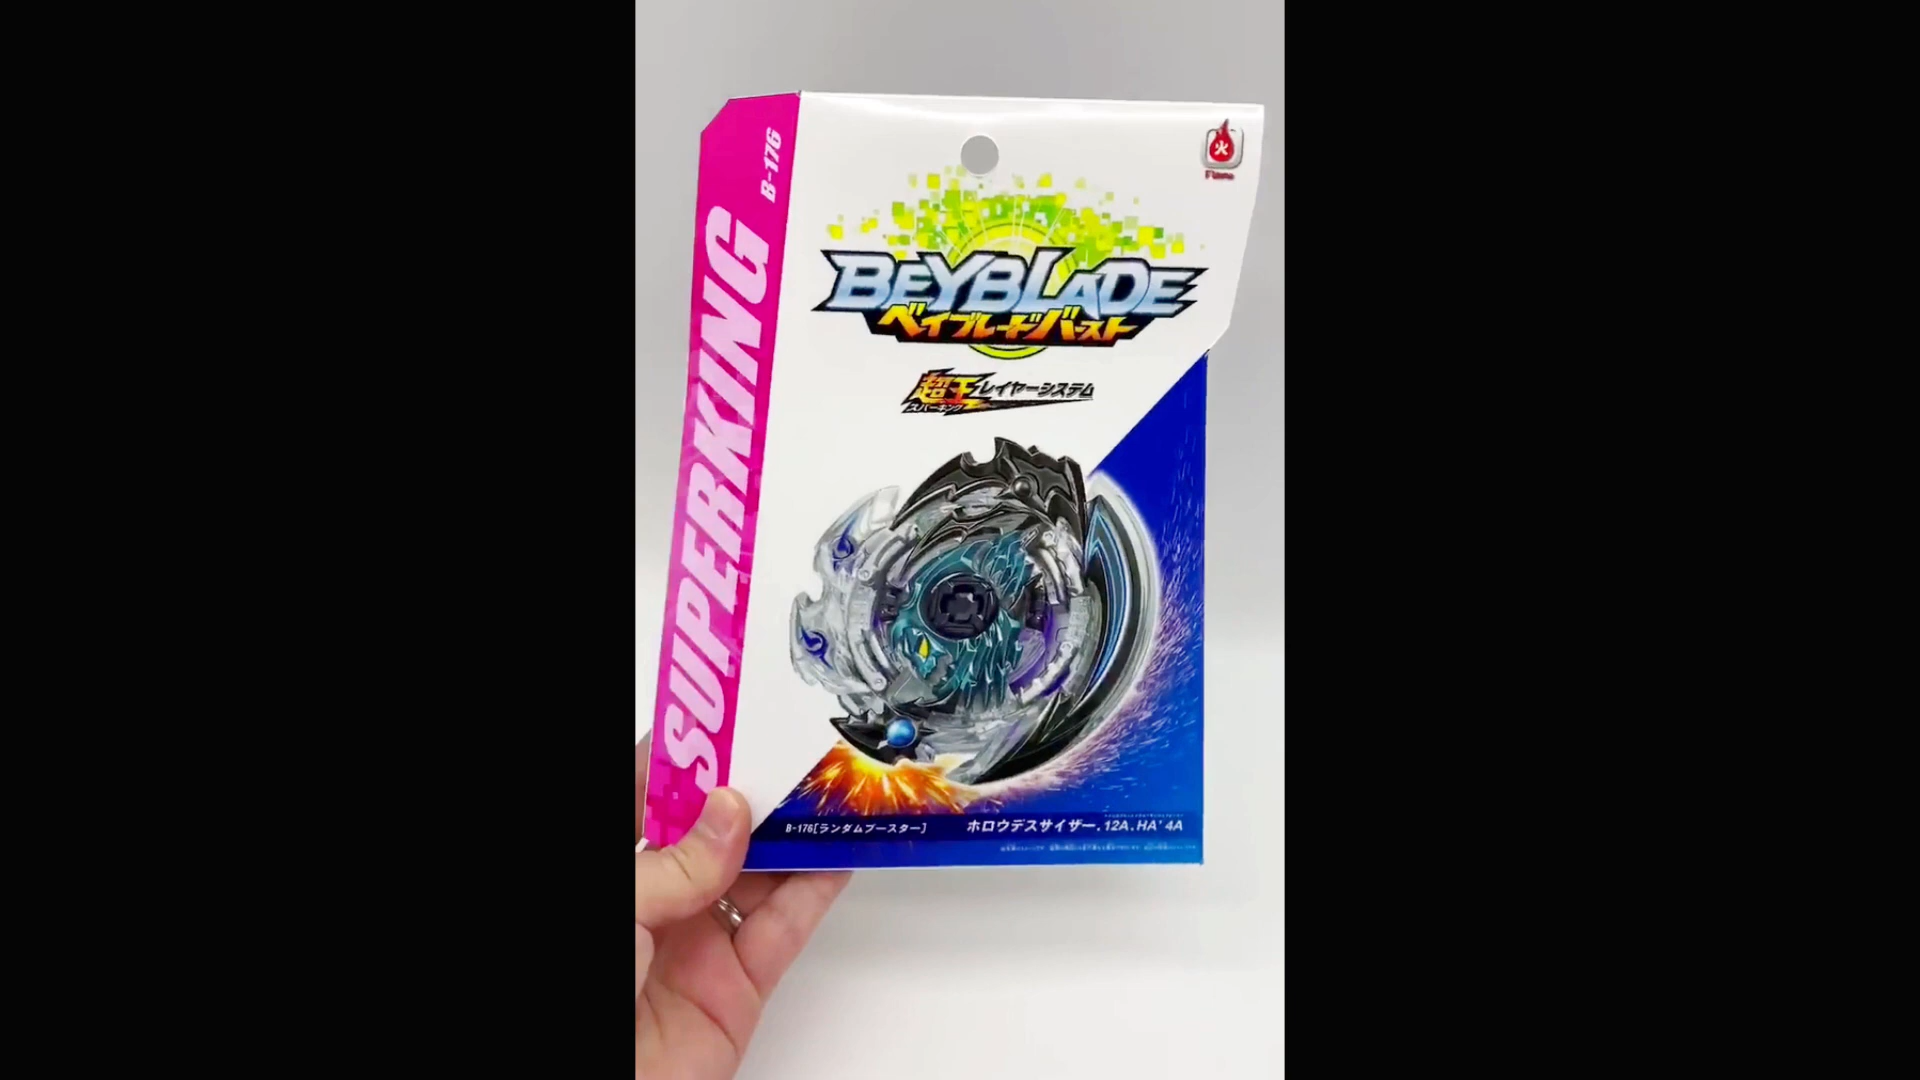 B-176
SUPERKING
火
Flame
BEYBLADE
ベイブレードバースト
超王レイヤーシステム
スパーキング
B-176[ランダムブースター]
ホロウデスサイザー.12A.HA' 4A